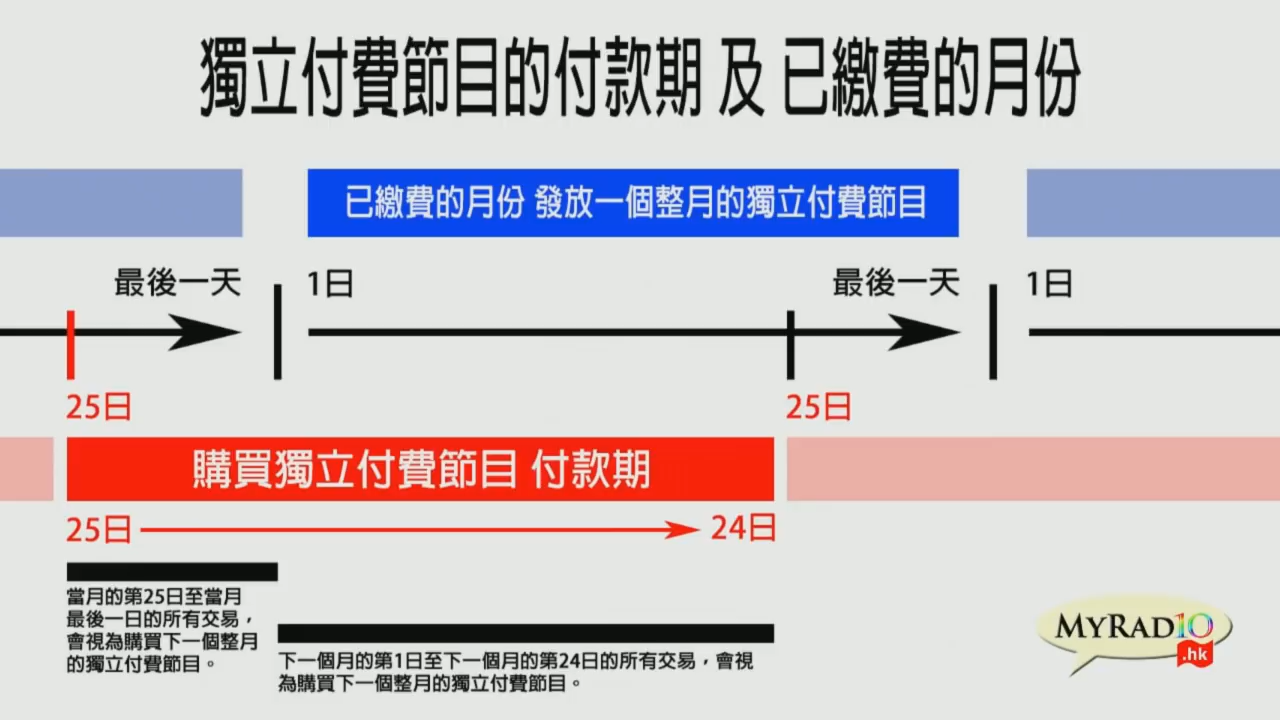 獨立付費節目的付款期 及 已繳費的月份
已繳費的月份 發放一個整月的獨立付費節目
最後一天
1日
最後一天
1日
25日
25日
購買獨立付費節目 付款期
25日
24日
當月的第25日至當月
最後一日的所有交易，
會視為購買下一個整月
的獨立付費節目。
下一個月的第1日至下一個月的第24日的所有交易，會視
為購買下一個整月的獨立付費節目。
MYRAD10
.hk